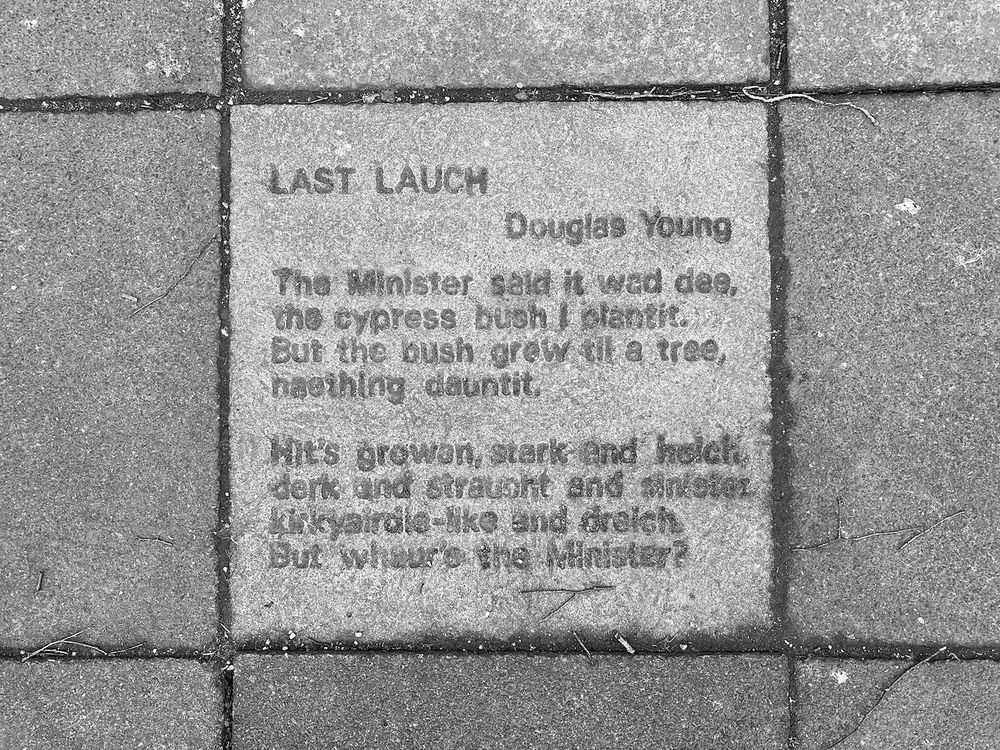 LAST LAUCH
Douglas Young
The Minister said it wad dee,
the cypress bush I plantit.
But the bush grew til a tree,
naething dauntit.
Hit's growan, stark and heich,
derk and straucht and sinister,
kirkyairdie-like and dreich.
But whaur's the Minister?